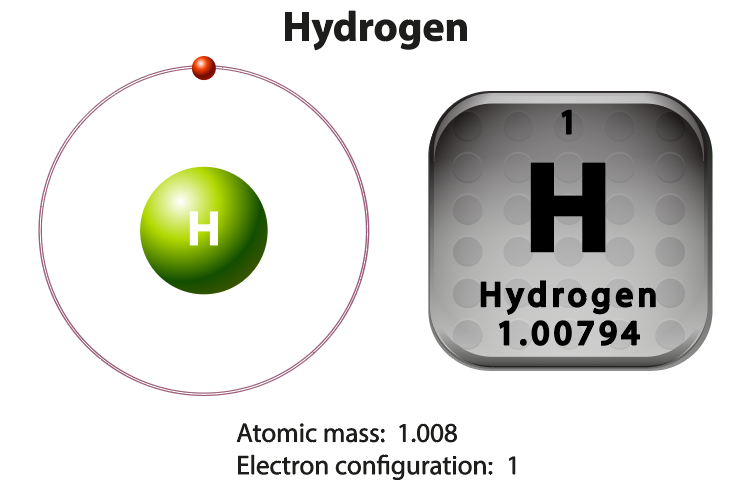 Hydrogen
H
1
H
Hydrogen
1.00794
Atomic mass: 1.008
Electron configuration: 1